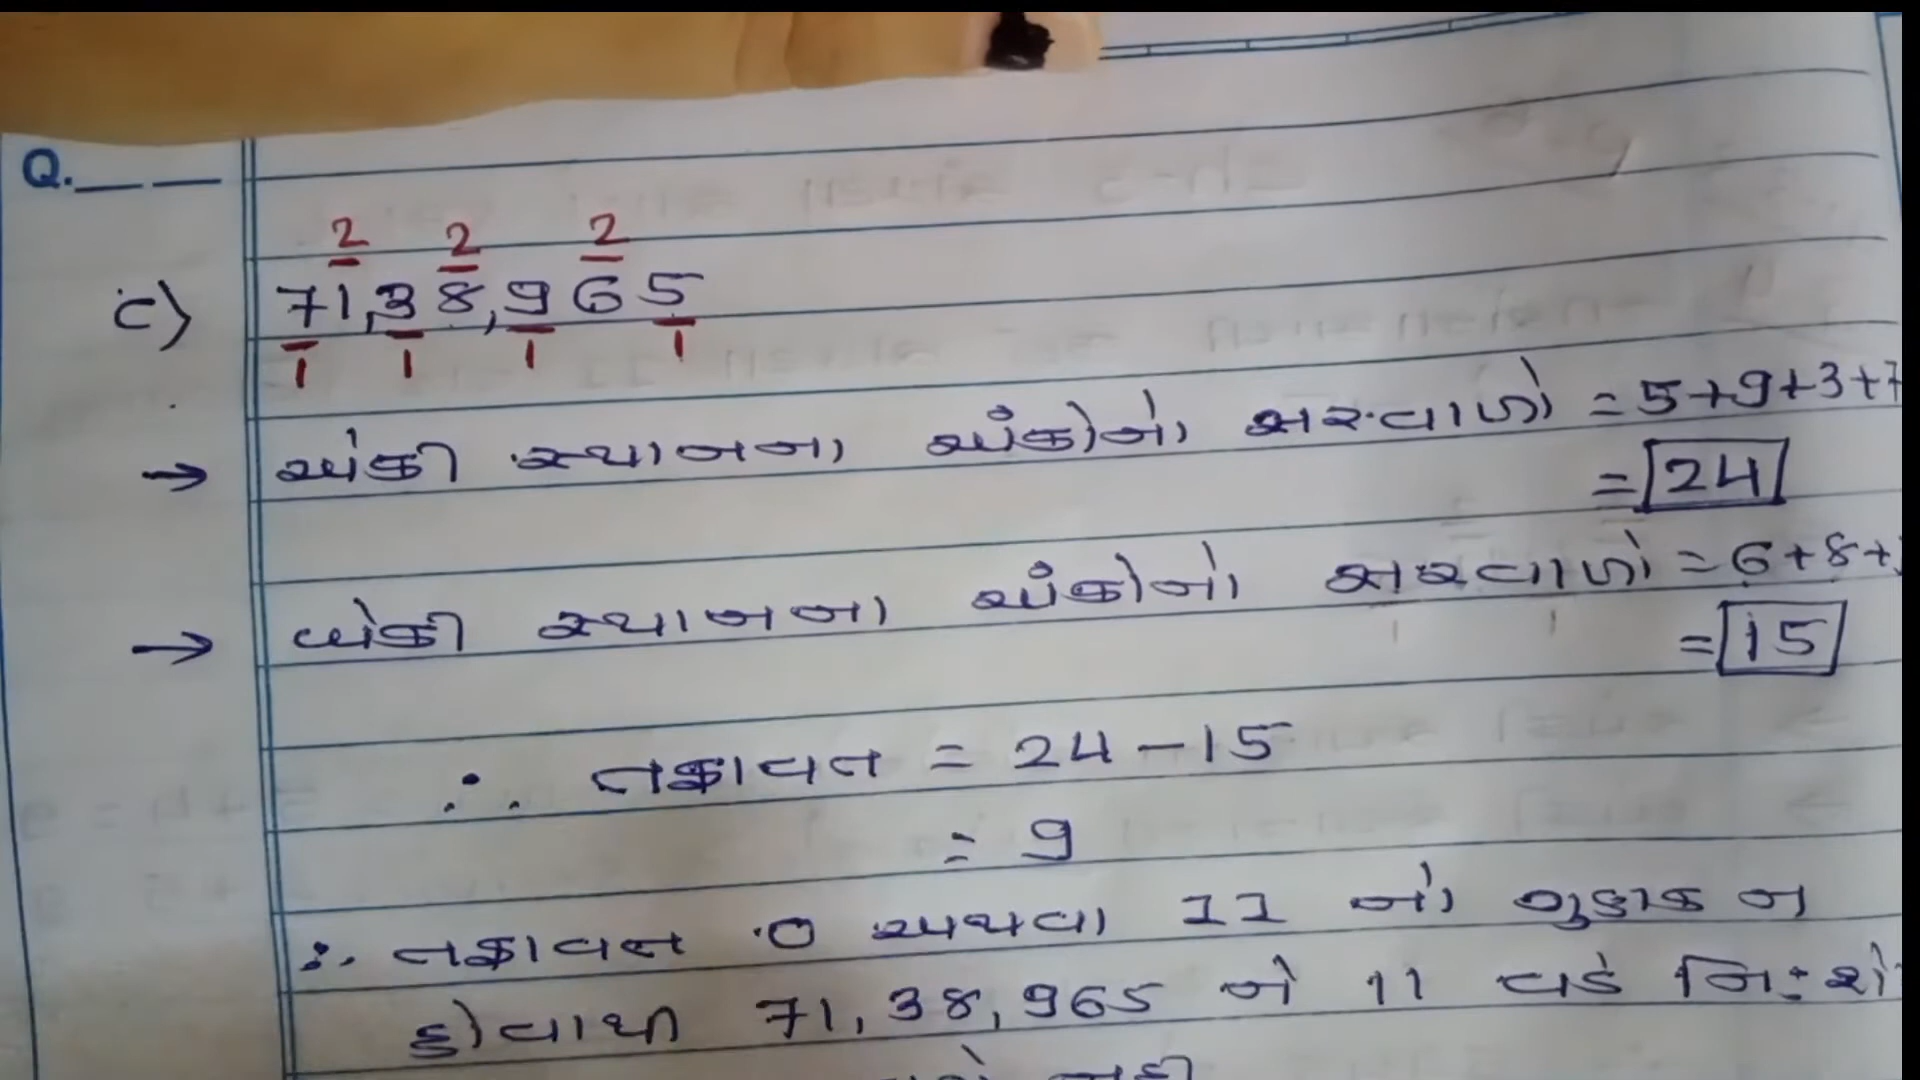 Q.
2 2 2
c) 71,38,965
1 1 1 1
→ એકી સ્થાનના અંકોનો સરવાળો = 5+9+3+7
= 24
→ બેકી સ્થાનના અંકોનો સરવાળો = 6+8+
= 15
∴ તફાવત = 24 - 15
= 9
∴ તફાવત 0 અથવા 11 નો ગુણક ન
હોવાથી 71,38,965 ને 11 વડે નિઃશે
નહી